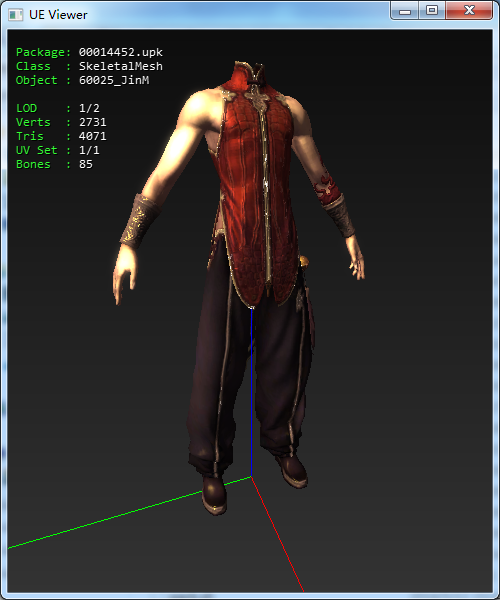 UE Viewer
Package: 00014452.upk
Class : SkeletalMesh
Object : 60025_JinM
LOD : 1/2
Verts : 2731
Tris : 4071
UV Set : 1/1
Bones : 85